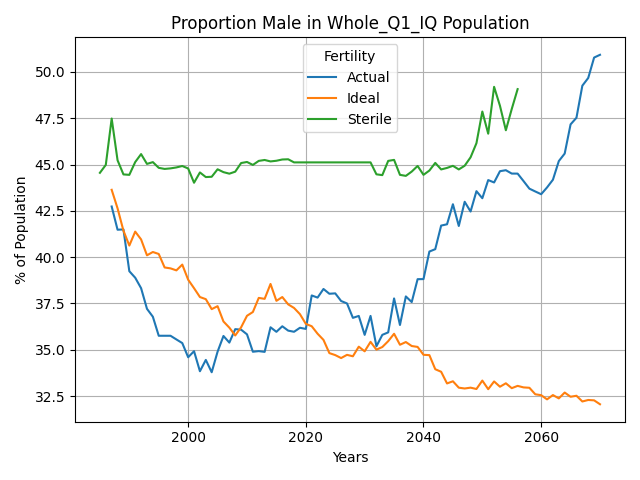 Proportion Male in Whole_Q1_IQ Population
Fertility
Actual
Ideal
Sterile
% of Population
50.0
47.5
45.0
42.5
40.0
37.5
35.0
32.5
2000
2020
2040
2060
Years